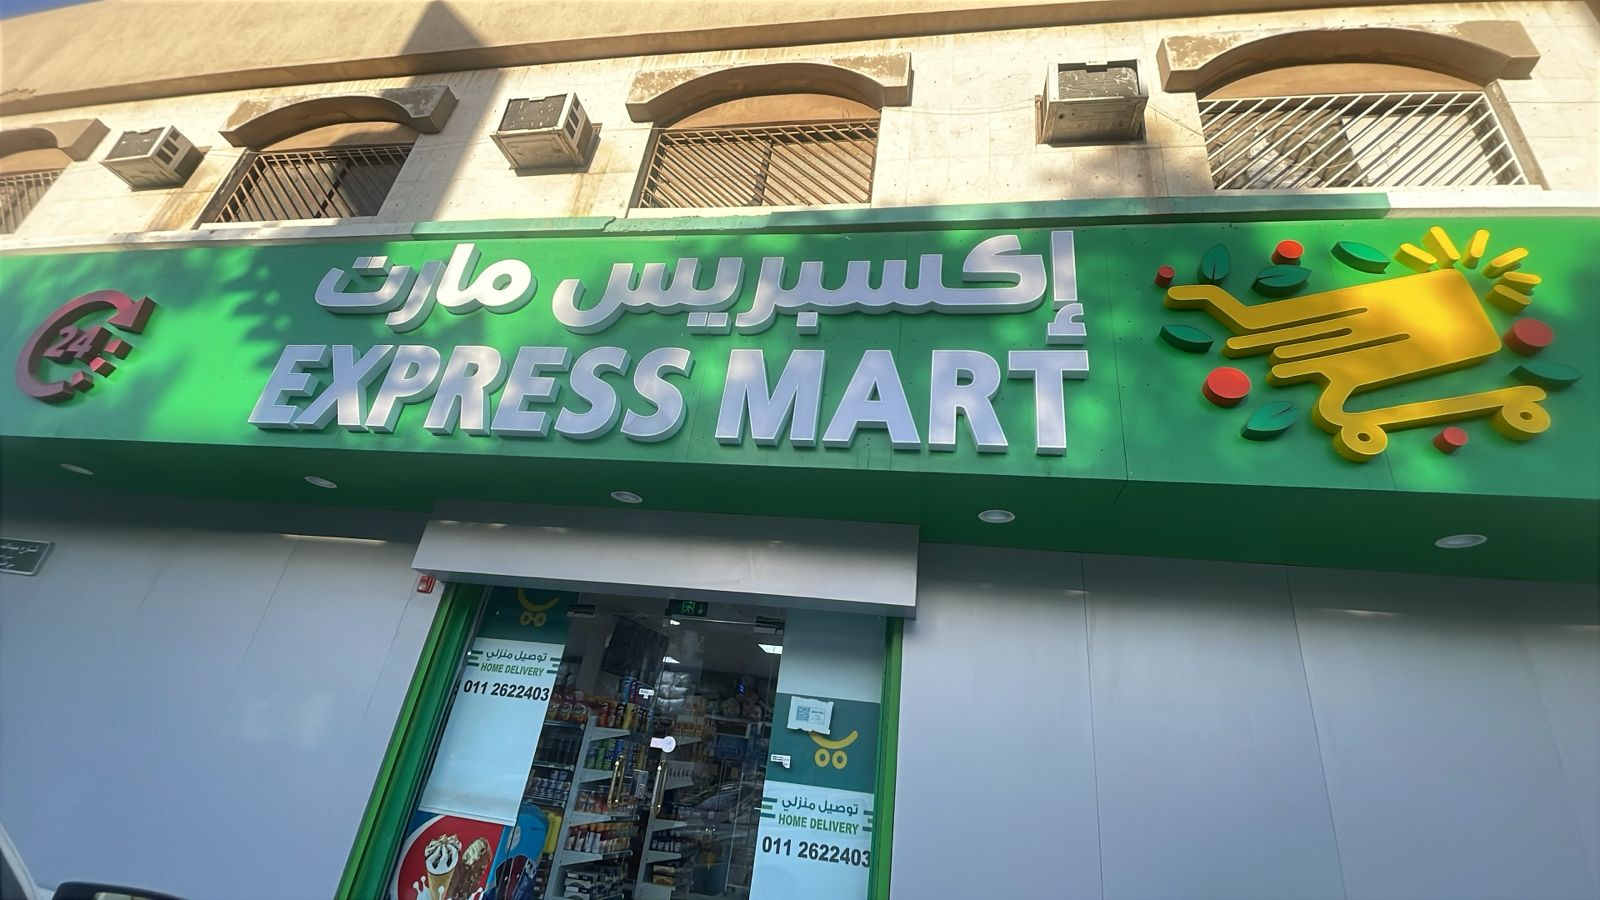 إكسبريس مارت
EXPRESS MART
24
توصيل منزلي
HOME DELIVERY
011 2622403
توصيل منزلي
HOME DELIVERY
011 2622403